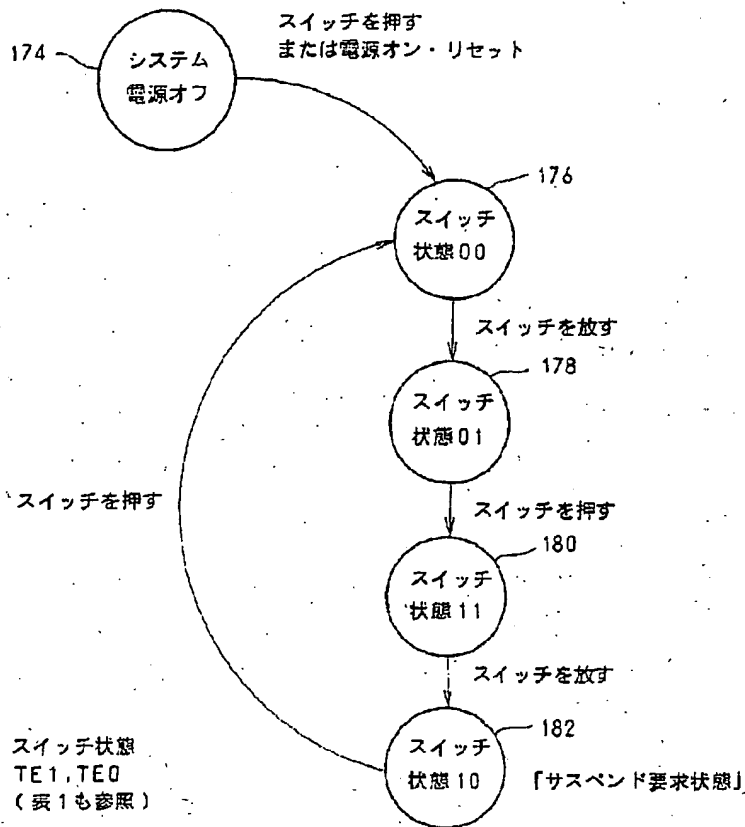 174
システム
電源オフ
スイッチを押す
または電源オン・リセット
176
スイッチ
状態00
スイッチを放す
178
スイッチ
状態01
スイッチを押す
スイッチを押す
180
スイッチ
状態11
スイッチを放す
182
スイッチ
状態10
「サスペンド要求状態」
スイッチ状態
TE1,TE0
(表1も参照)